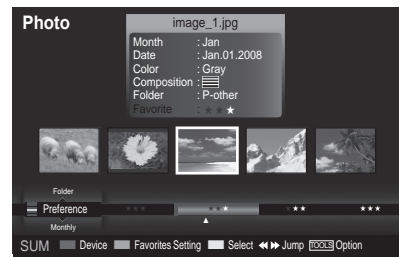 Photo
image_1.jpg
Month : Jan
Date : Jan.01.2008
Color : Gray
Composition :
Folder : P-other
Favorite : ★ ★ ★
Folder
Preference ★★★ ★★★ ★★★ ★★★
Monthly
SUM Device Favorites Setting Select ◀◀ ▶▶ Jump TOOLS Option